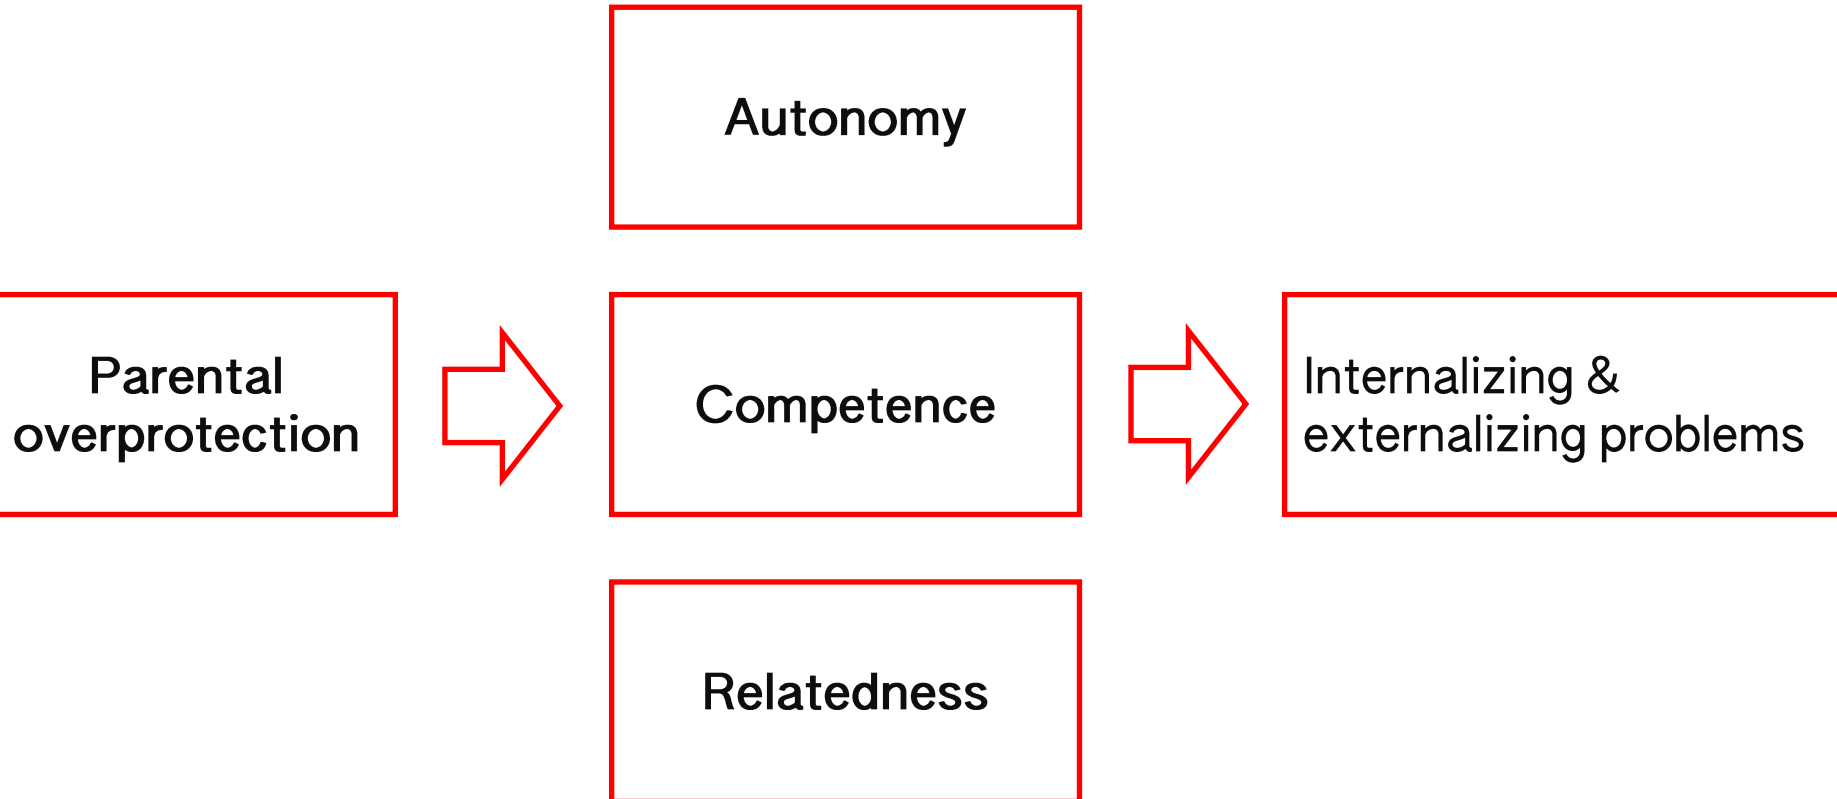 Autonomy
Parental
overprotection
Competence
Internalizing &
externalizing problems
Relatedness